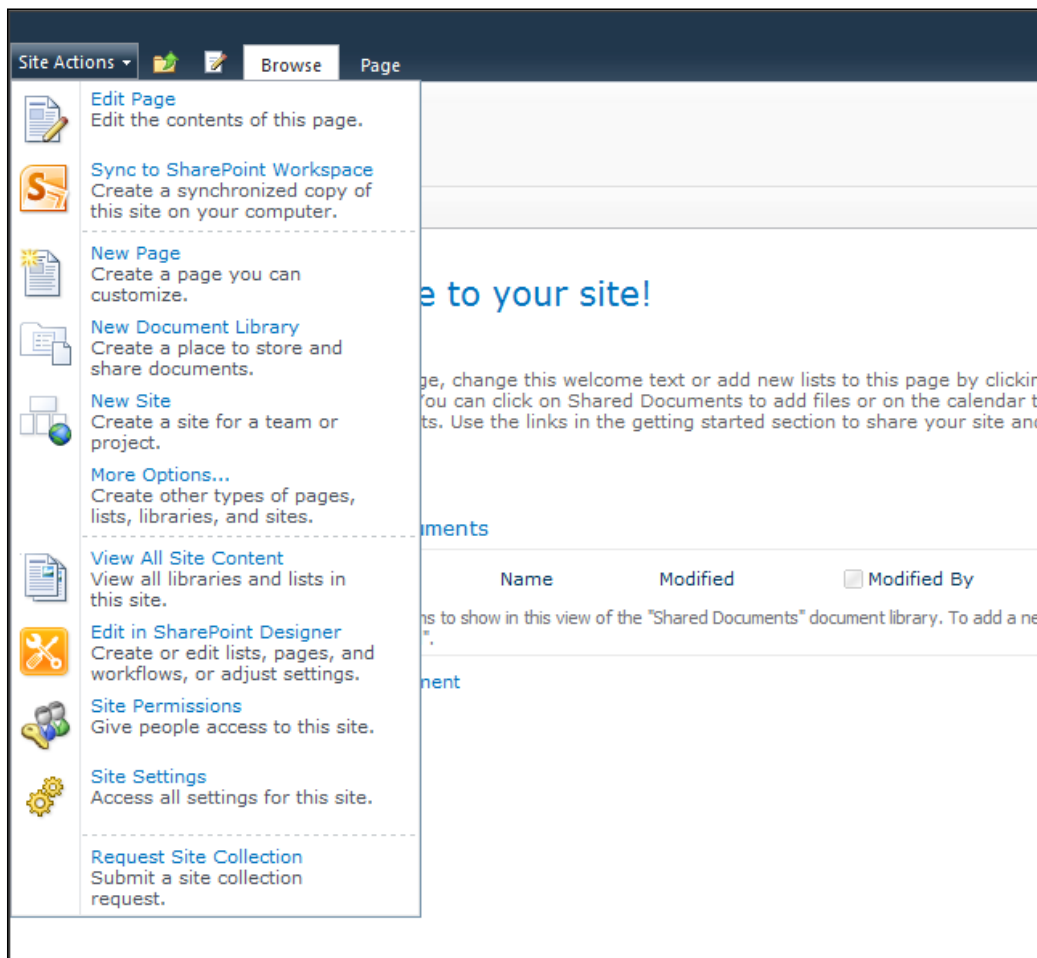 Site Actions Browse Page
Edit Page
Edit the contents of this page.
Sync to SharePoint Workspace
Create a synchronized copy of
this site on your computer.
New Page
Create a page you can
customize.
New Document Library
Create a place to store and
share documents.
New Site
Create a site for a team or
project.
More Options...
Create other types of pages,
lists, libraries, and sites.
View All Site Content
View all libraries and lists in
this site.
Edit in SharePoint Designer
Create or edit lists, pages, and
workflows, or adjust settings.
Site Permissions
Give people access to this site.
Site Settings
Access all settings for this site.
Request Site Collection
Submit a site collection
request.
e to your site!
ge, change this welcome text or add new lists to this page by clickin
You can click on Shared Documents to add files or on the calendar t
ts. Use the links in the getting started section to share your site and
uments
Name Modified Modified By
ns to show in this view of the "Shared Documents" document library. To add a ne
".
ment